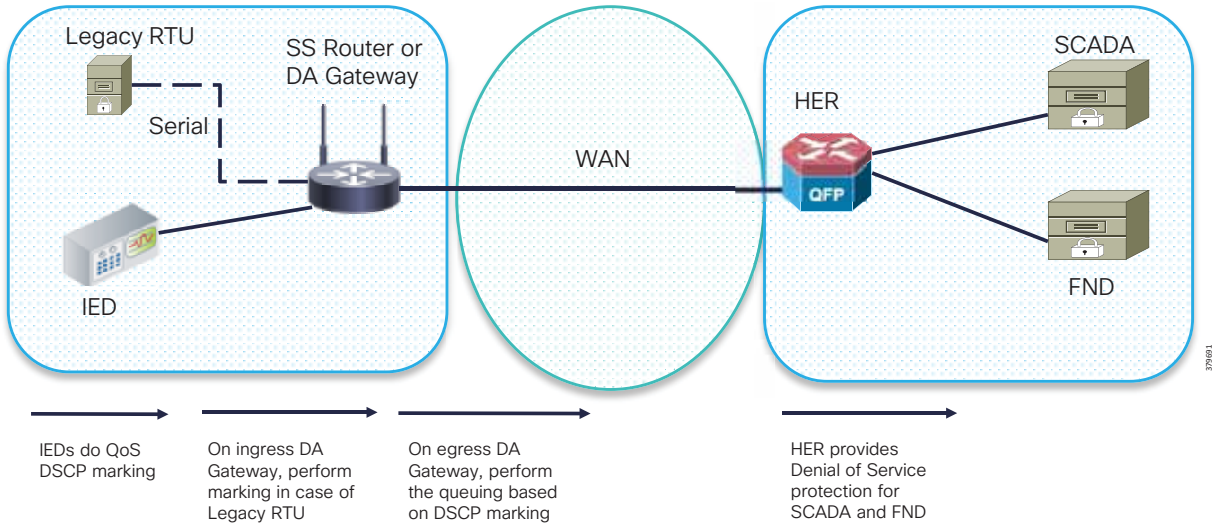 Legacy RTU
SS Router or
DA Gateway
Serial
IED
WAN
HER
QFP
SCADA
FND
379691
IEDs do QoS
DSCP marking
On ingress DA
Gateway, perform
marking in case of
Legacy RTU
On egress DA
Gateway, perform
the queuing based
on DSCP marking
HER provides
Denial of Service
protection for
SCADA and FND